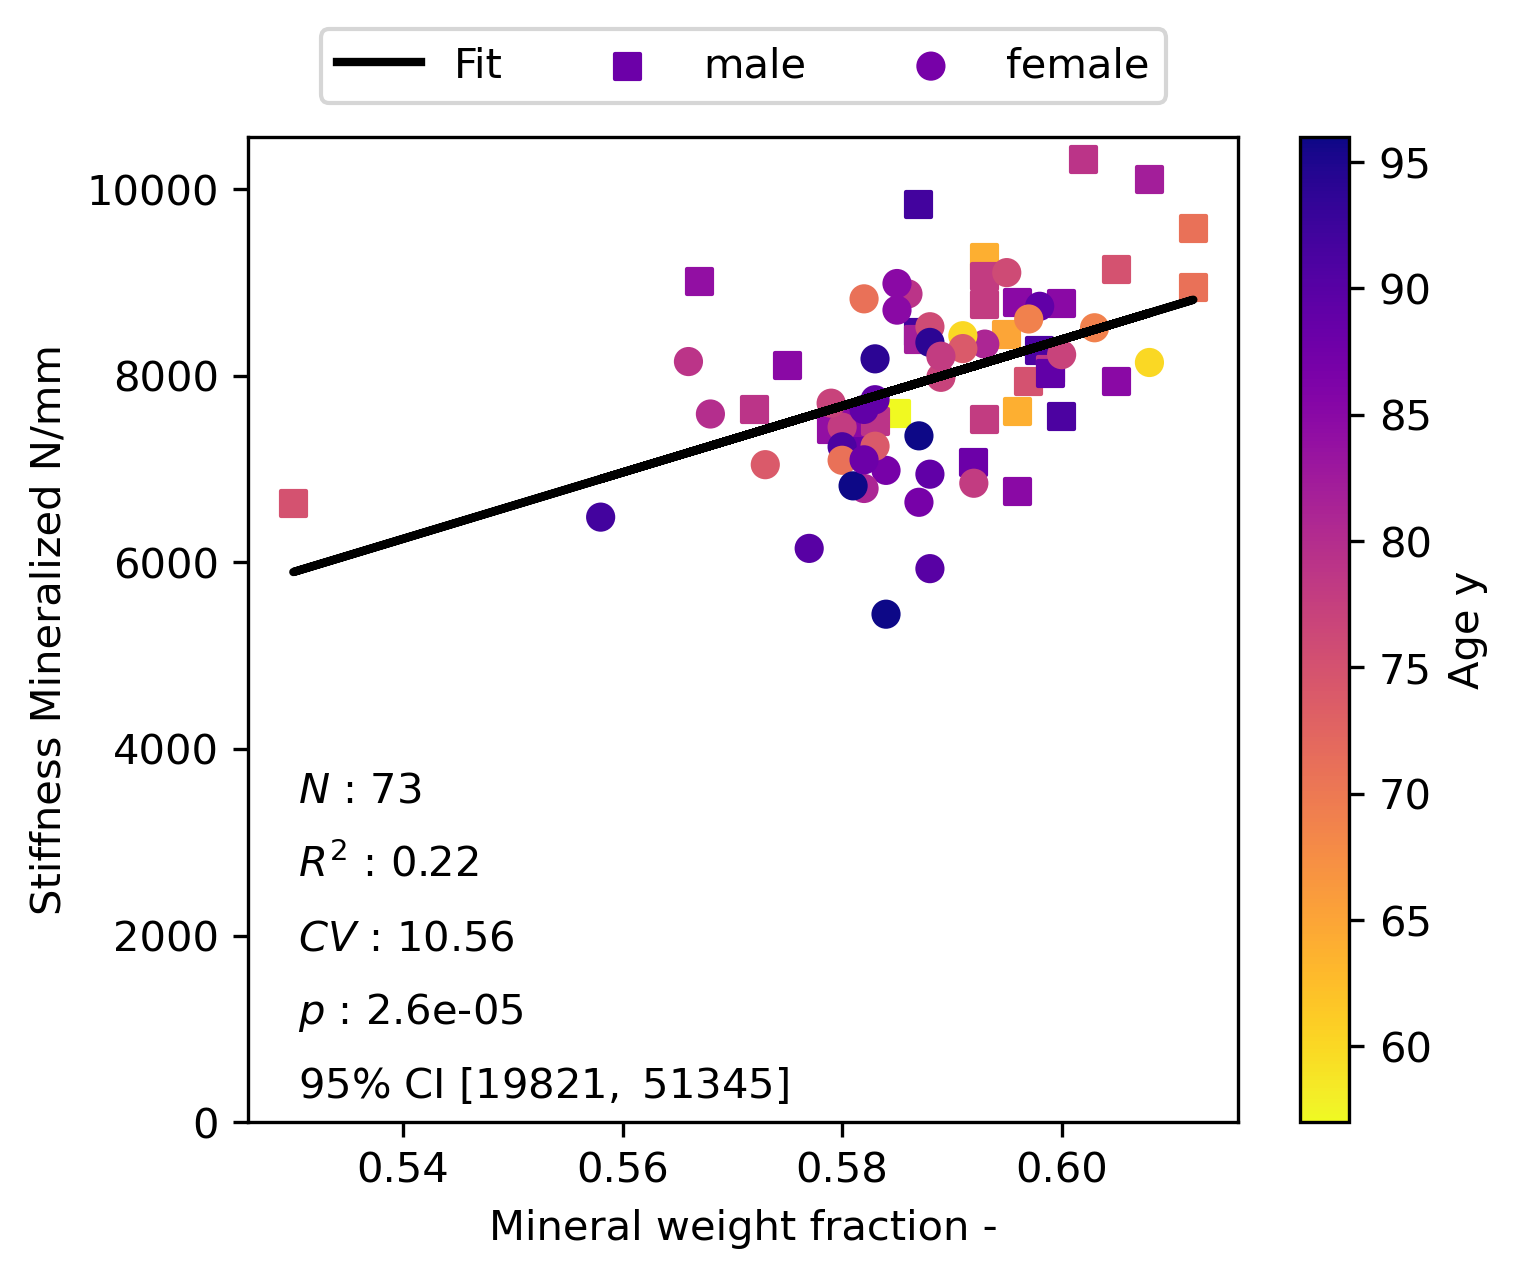 Fit male female
10000
8000
6000
4000
2000
0
Stiffness Mineralized N/mm
N : 73
R² : 0.22
CV : 10.56
p : 2.6e-05
95% CI [19821, 51345]
0.54 0.56 0.58 0.60
Mineral weight fraction -
95
90
85
80
75
70
65
60
Age y